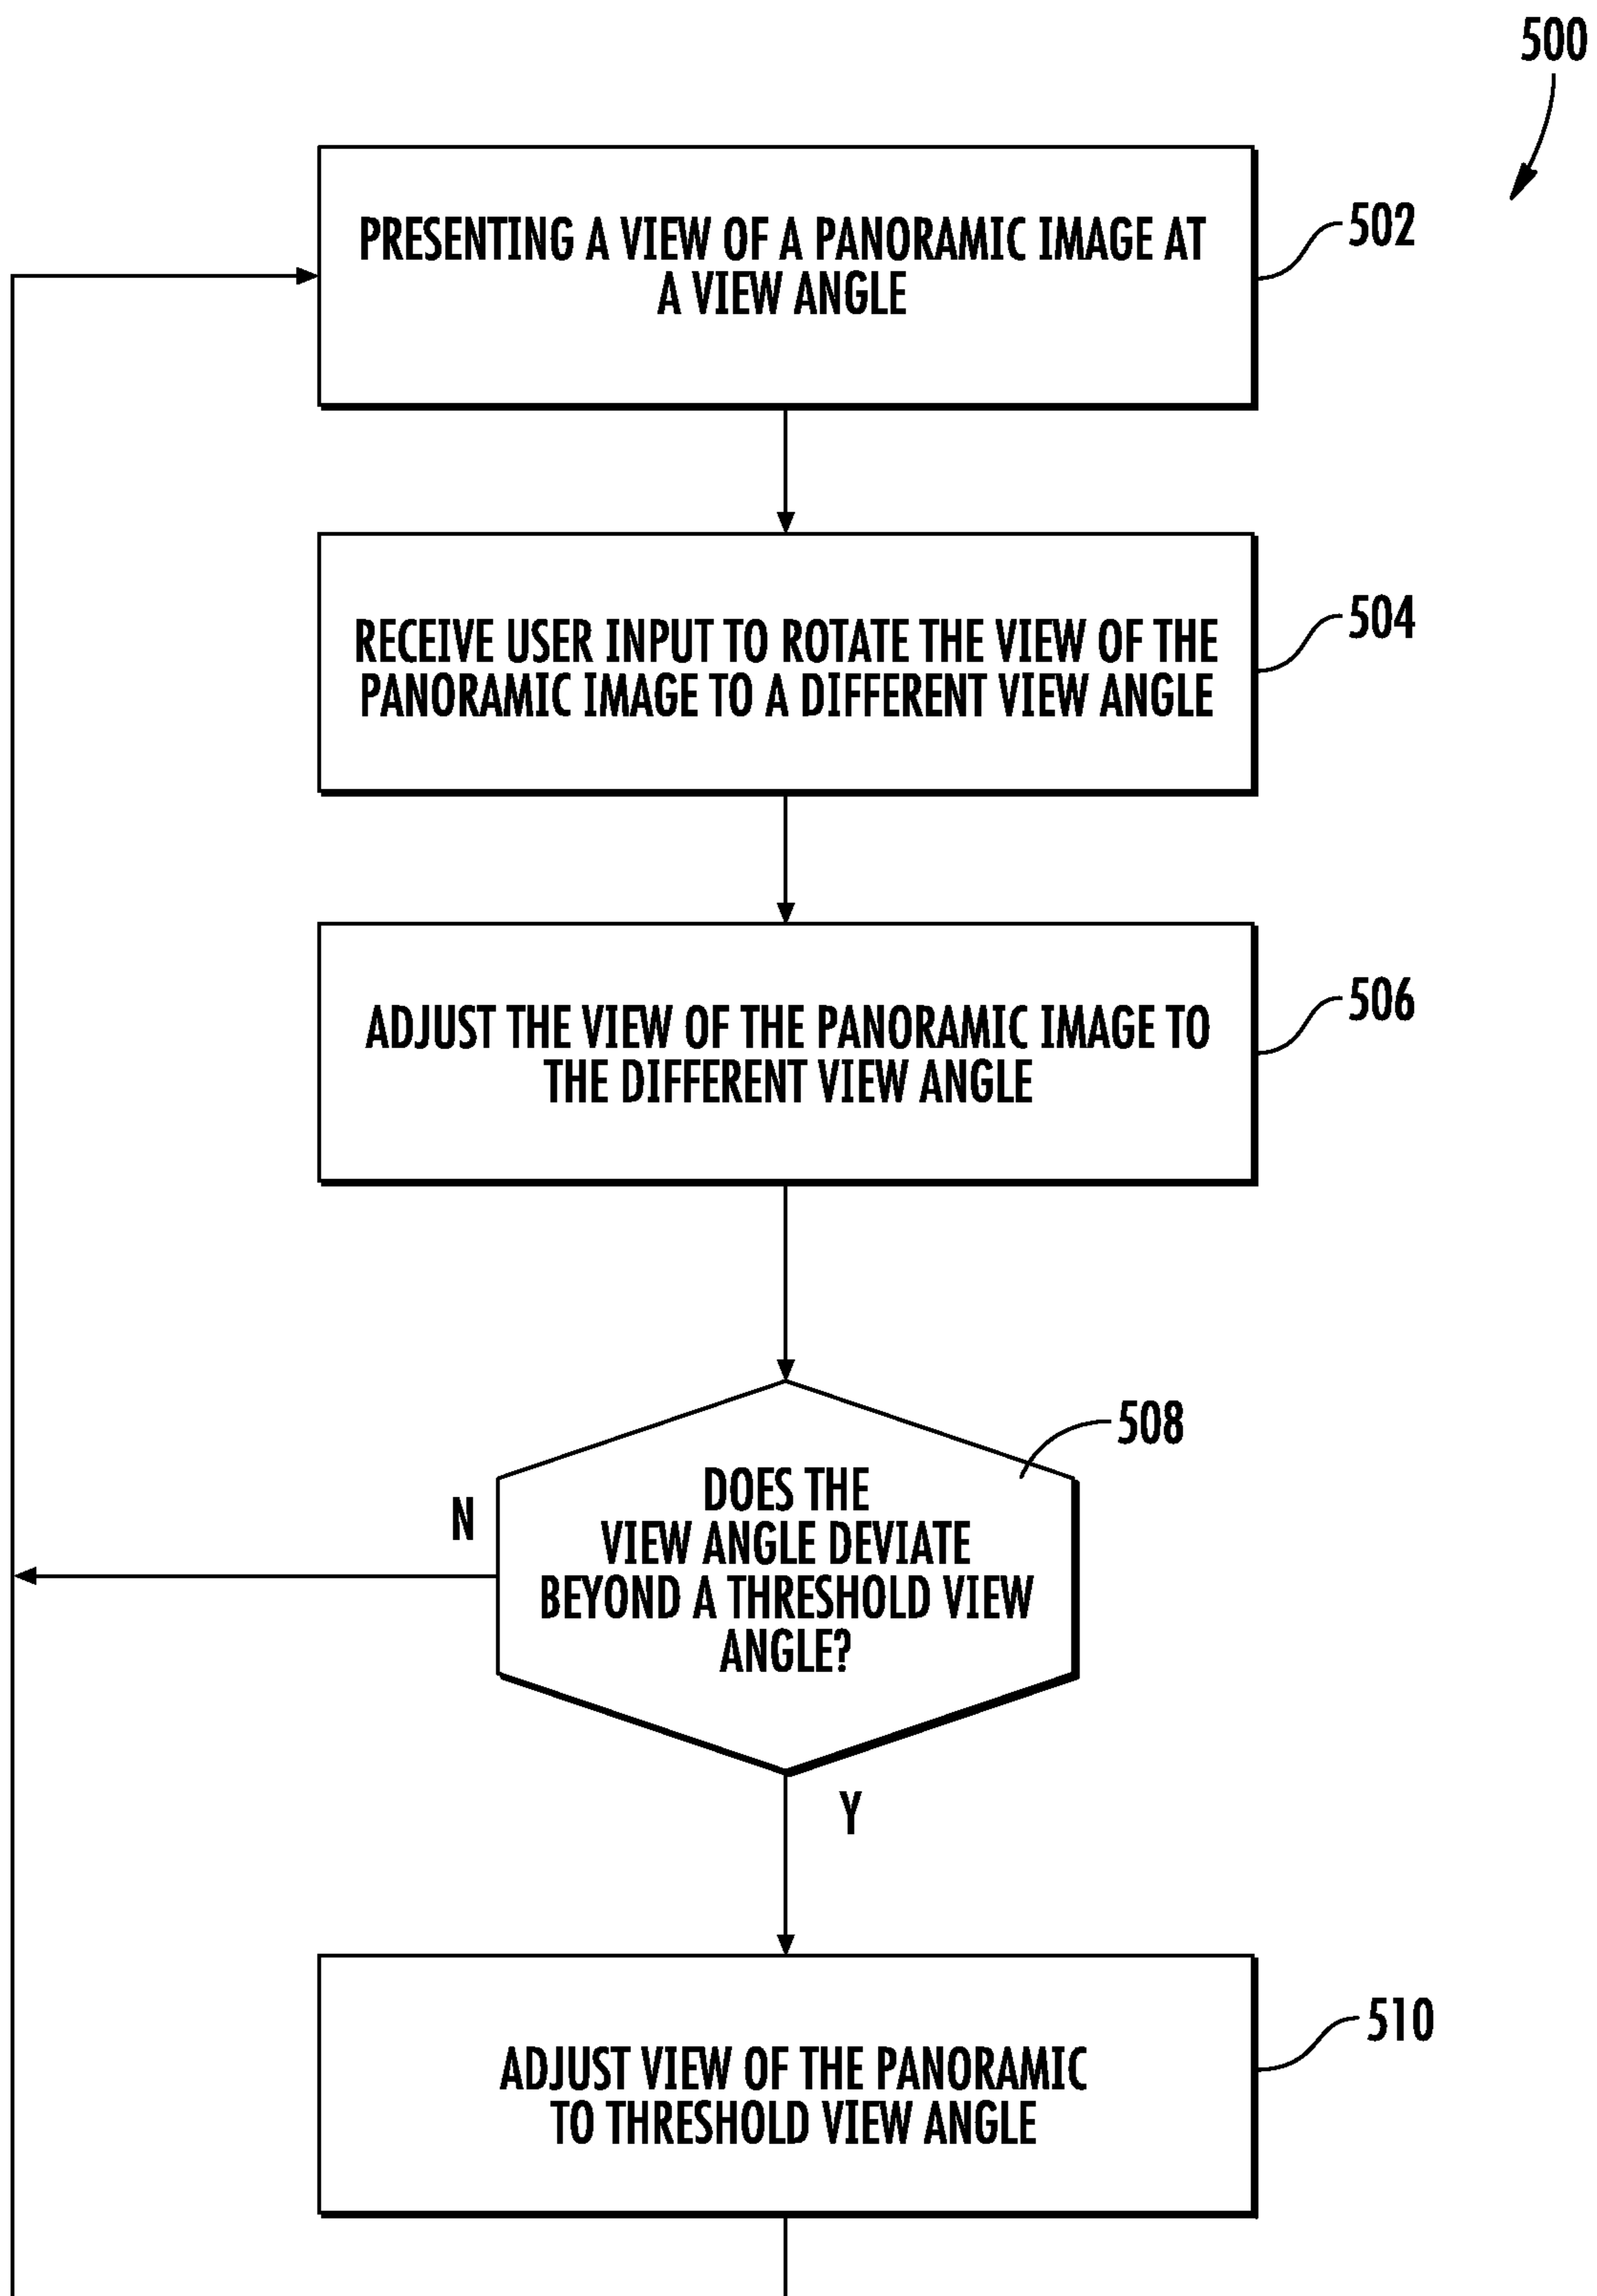 500
PRESENTING A VIEW OF A PANORAMIC IMAGE AT
A VIEW ANGLE
502
RECEIVE USER INPUT TO ROTATE THE VIEW OF THE
PANORAMIC IMAGE TO A DIFFERENT VIEW ANGLE
504
ADJUST THE VIEW OF THE PANORAMIC IMAGE TO
THE DIFFERENT VIEW ANGLE
506
DOES THE
VIEW ANGLE DEVIATE
BEYOND A THRESHOLD VIEW
ANGLE?
508
N
Y
ADJUST VIEW OF THE PANORAMIC
TO THRESHOLD VIEW ANGLE
510